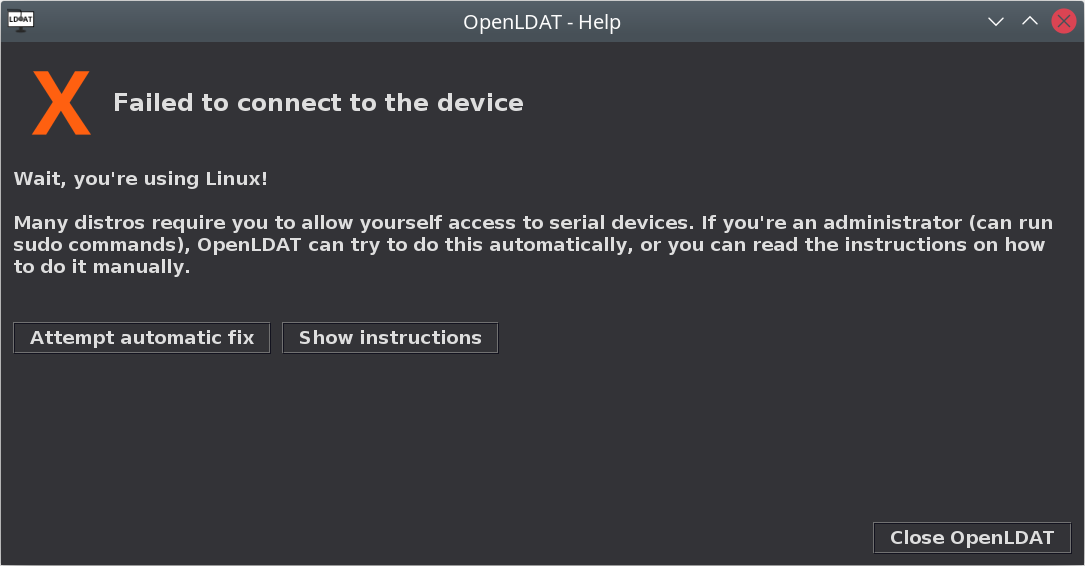 LDAT
OpenLDAT - Help
X
Failed to connect to the device
Wait, you're using Linux!
Many distros require you to allow yourself access to serial devices. If you're an administrator (can run
sudo commands), OpenLDAT can try to do this automatically, or you can read the instructions on how
to do it manually.
Attempt automatic fix
Show instructions
Close OpenLDAT